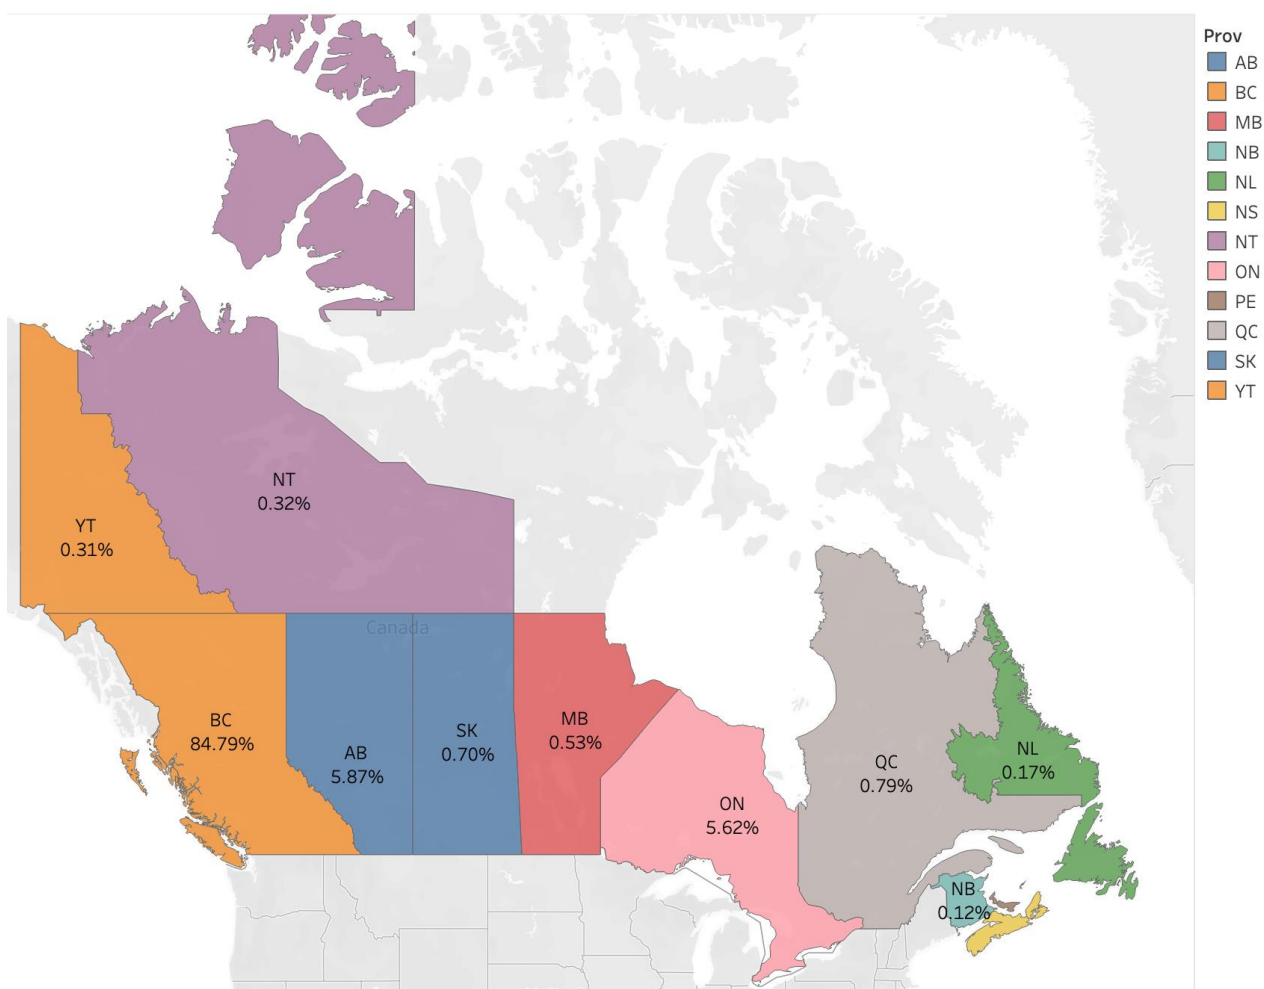 Prov
AB
BC
MB
NB
NL
NS
NT
ON
PE
QC
SK
YT
NT
0.32%
YT
0.31%
Canada
BC
84.79%
AB
5.87%
SK
0.70%
MB
0.53%
ON
5.62%
QC
0.79%
NL
0.17%
NB
0.12%